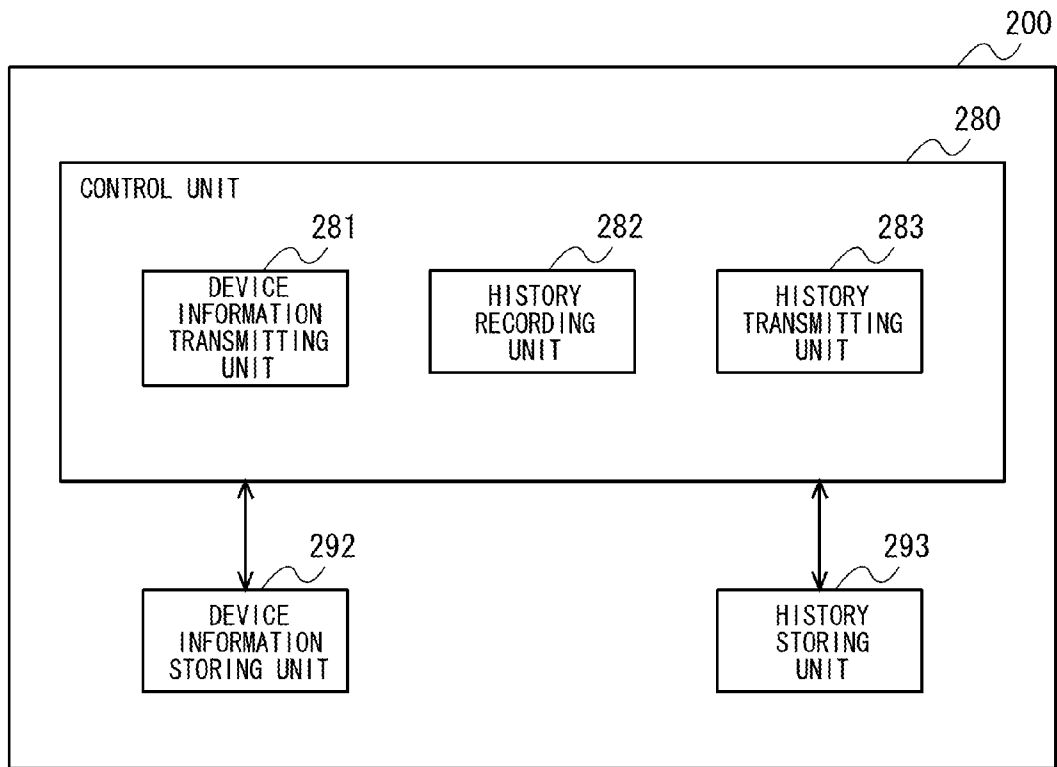 200
280
CONTROL UNIT
281
282
283
DEVICE
INFORMATION
TRANSMITTING
UNIT
HISTORY
RECORDING
UNIT
HISTORY
TRANSMITTING
UNIT
292
293
DEVICE
INFORMATION
STORING UNIT
HISTORY
STORING
UNIT